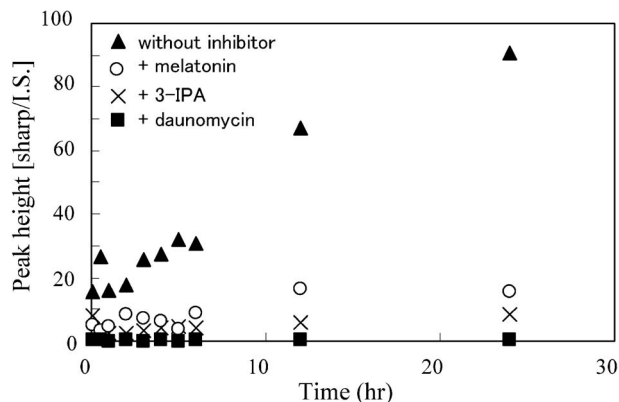 100
80
60
40
20
0
Peak height [sharp/I.S.]
without inhibitor
+ melatonin
+ 3-IPA
+ daunomycin
0 10 20 30
Time (hr)